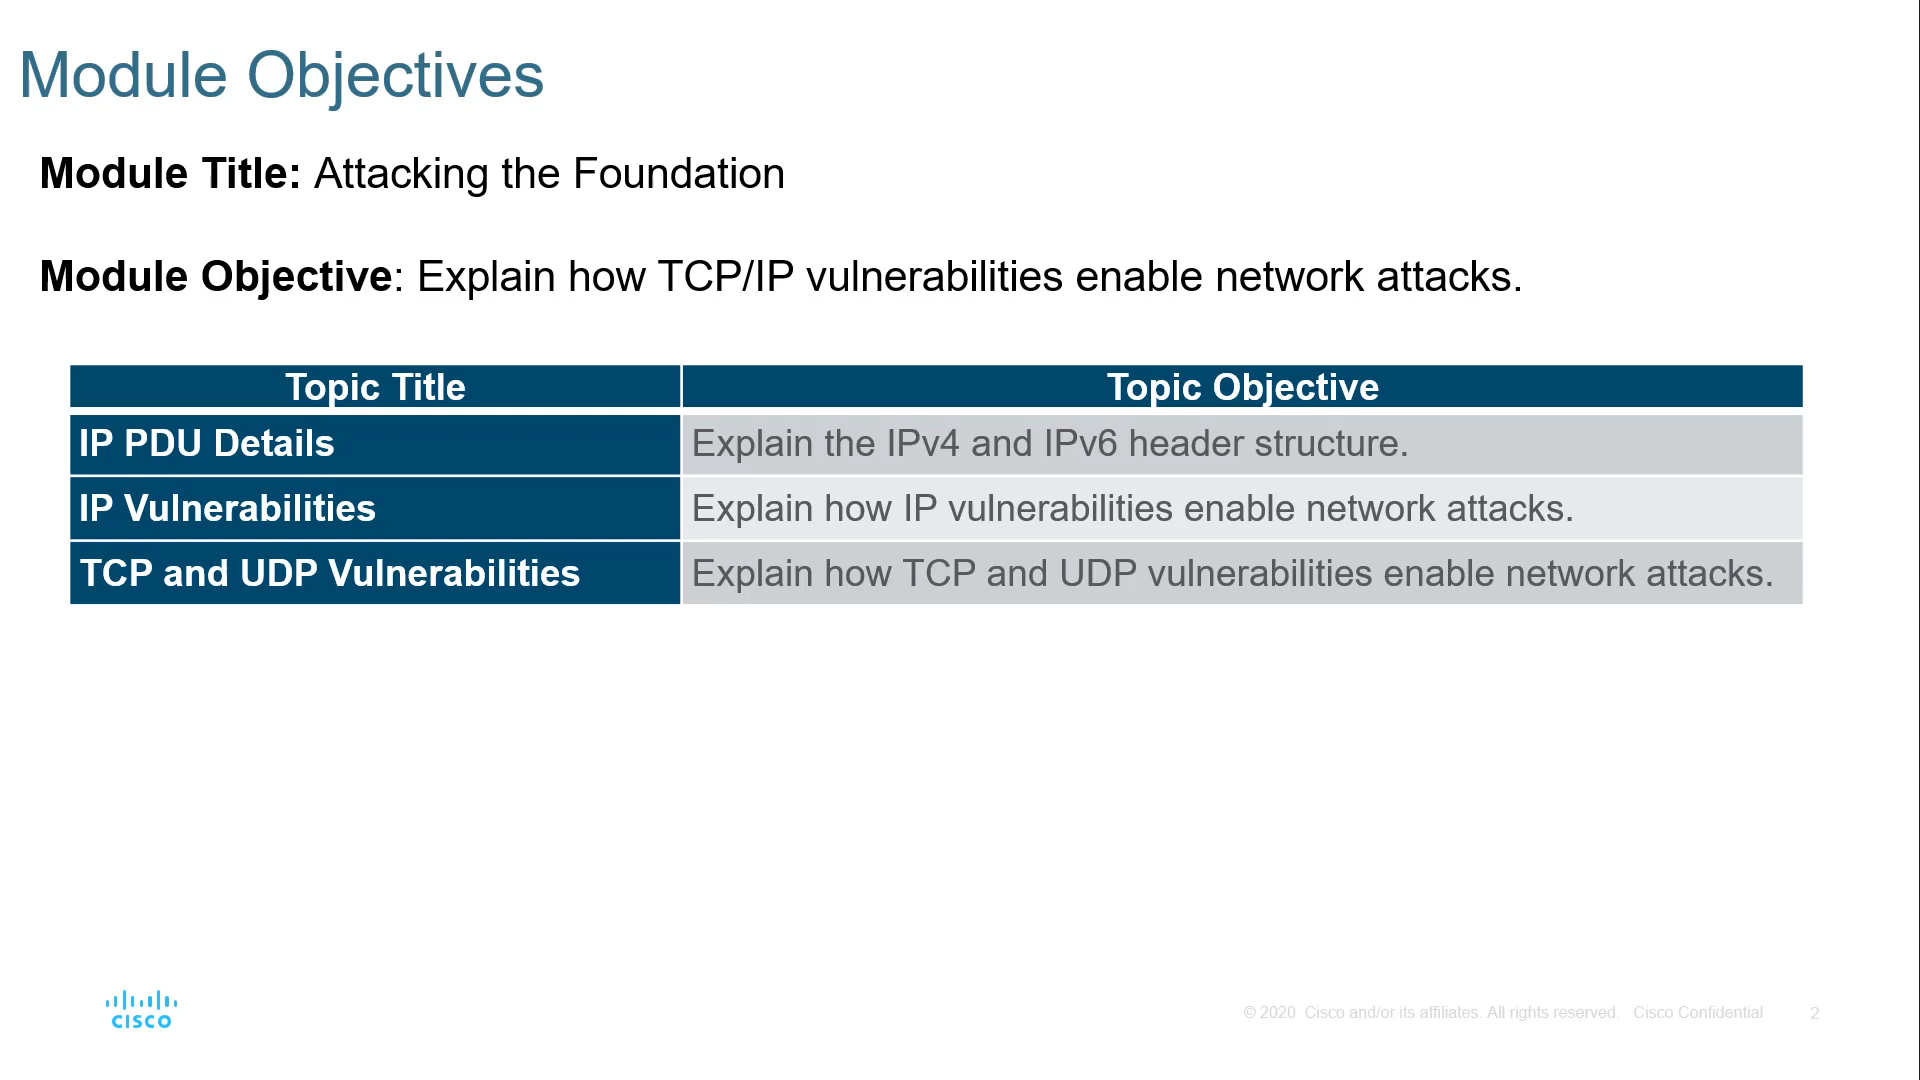 Module Objectives
Module Title: Attacking the Foundation
Module Objective: Explain how TCP/IP vulnerabilities enable network attacks.
Topic Title Topic Objective
IP PDU Details Explain the IPv4 and IPv6 header structure.
IP Vulnerabilities Explain how IP vulnerabilities enable network attacks.
TCP and UDP Vulnerabilities Explain how TCP and UDP vulnerabilities enable network attacks.
CISCO
© 2020 Cisco and/or its affiliates. All rights reserved. Cisco Confidential 2